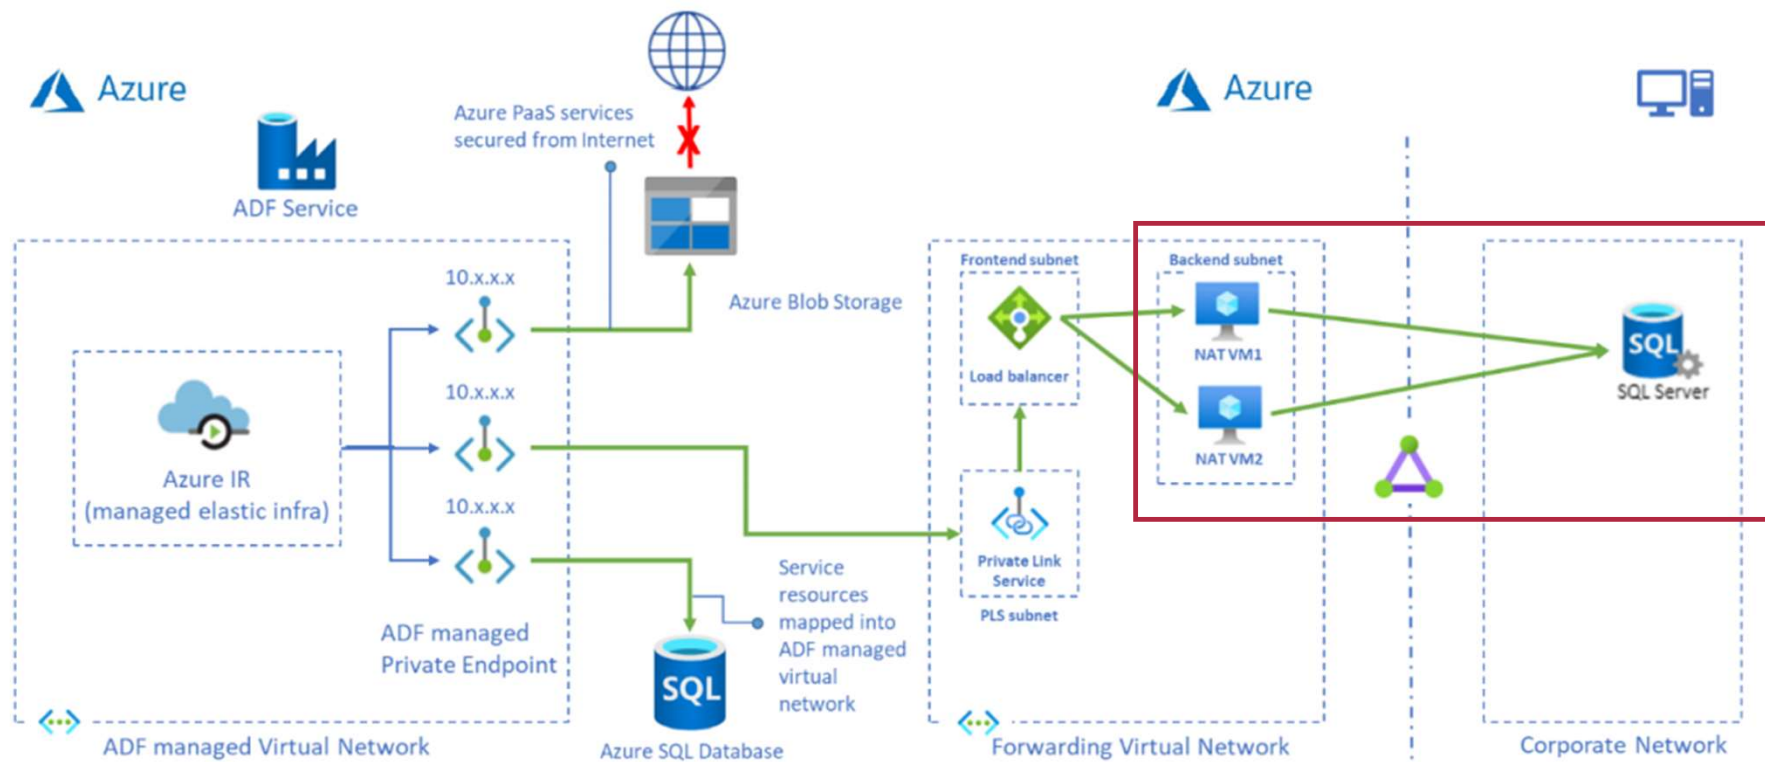 Azure
ADF Service
Azure PaaS services
secured from Internet
Azure Blob Storage
10.x.x.x
10.x.x.x
10.x.x.x
Azure IR
(managed elastic infra)
ADF managed
Private Endpoint
ADF managed Virtual Network
SQL
Azure SQL Database
Service
resources
mapped into
ADF managed
virtual
network
Azure
Frontend subnet
Load balancer
Private Link
Service
PLS subnet
Backend subnet
NAT VM1
NAT VM2
Forwarding Virtual Network
SQL
SQL Server
Corporate Network